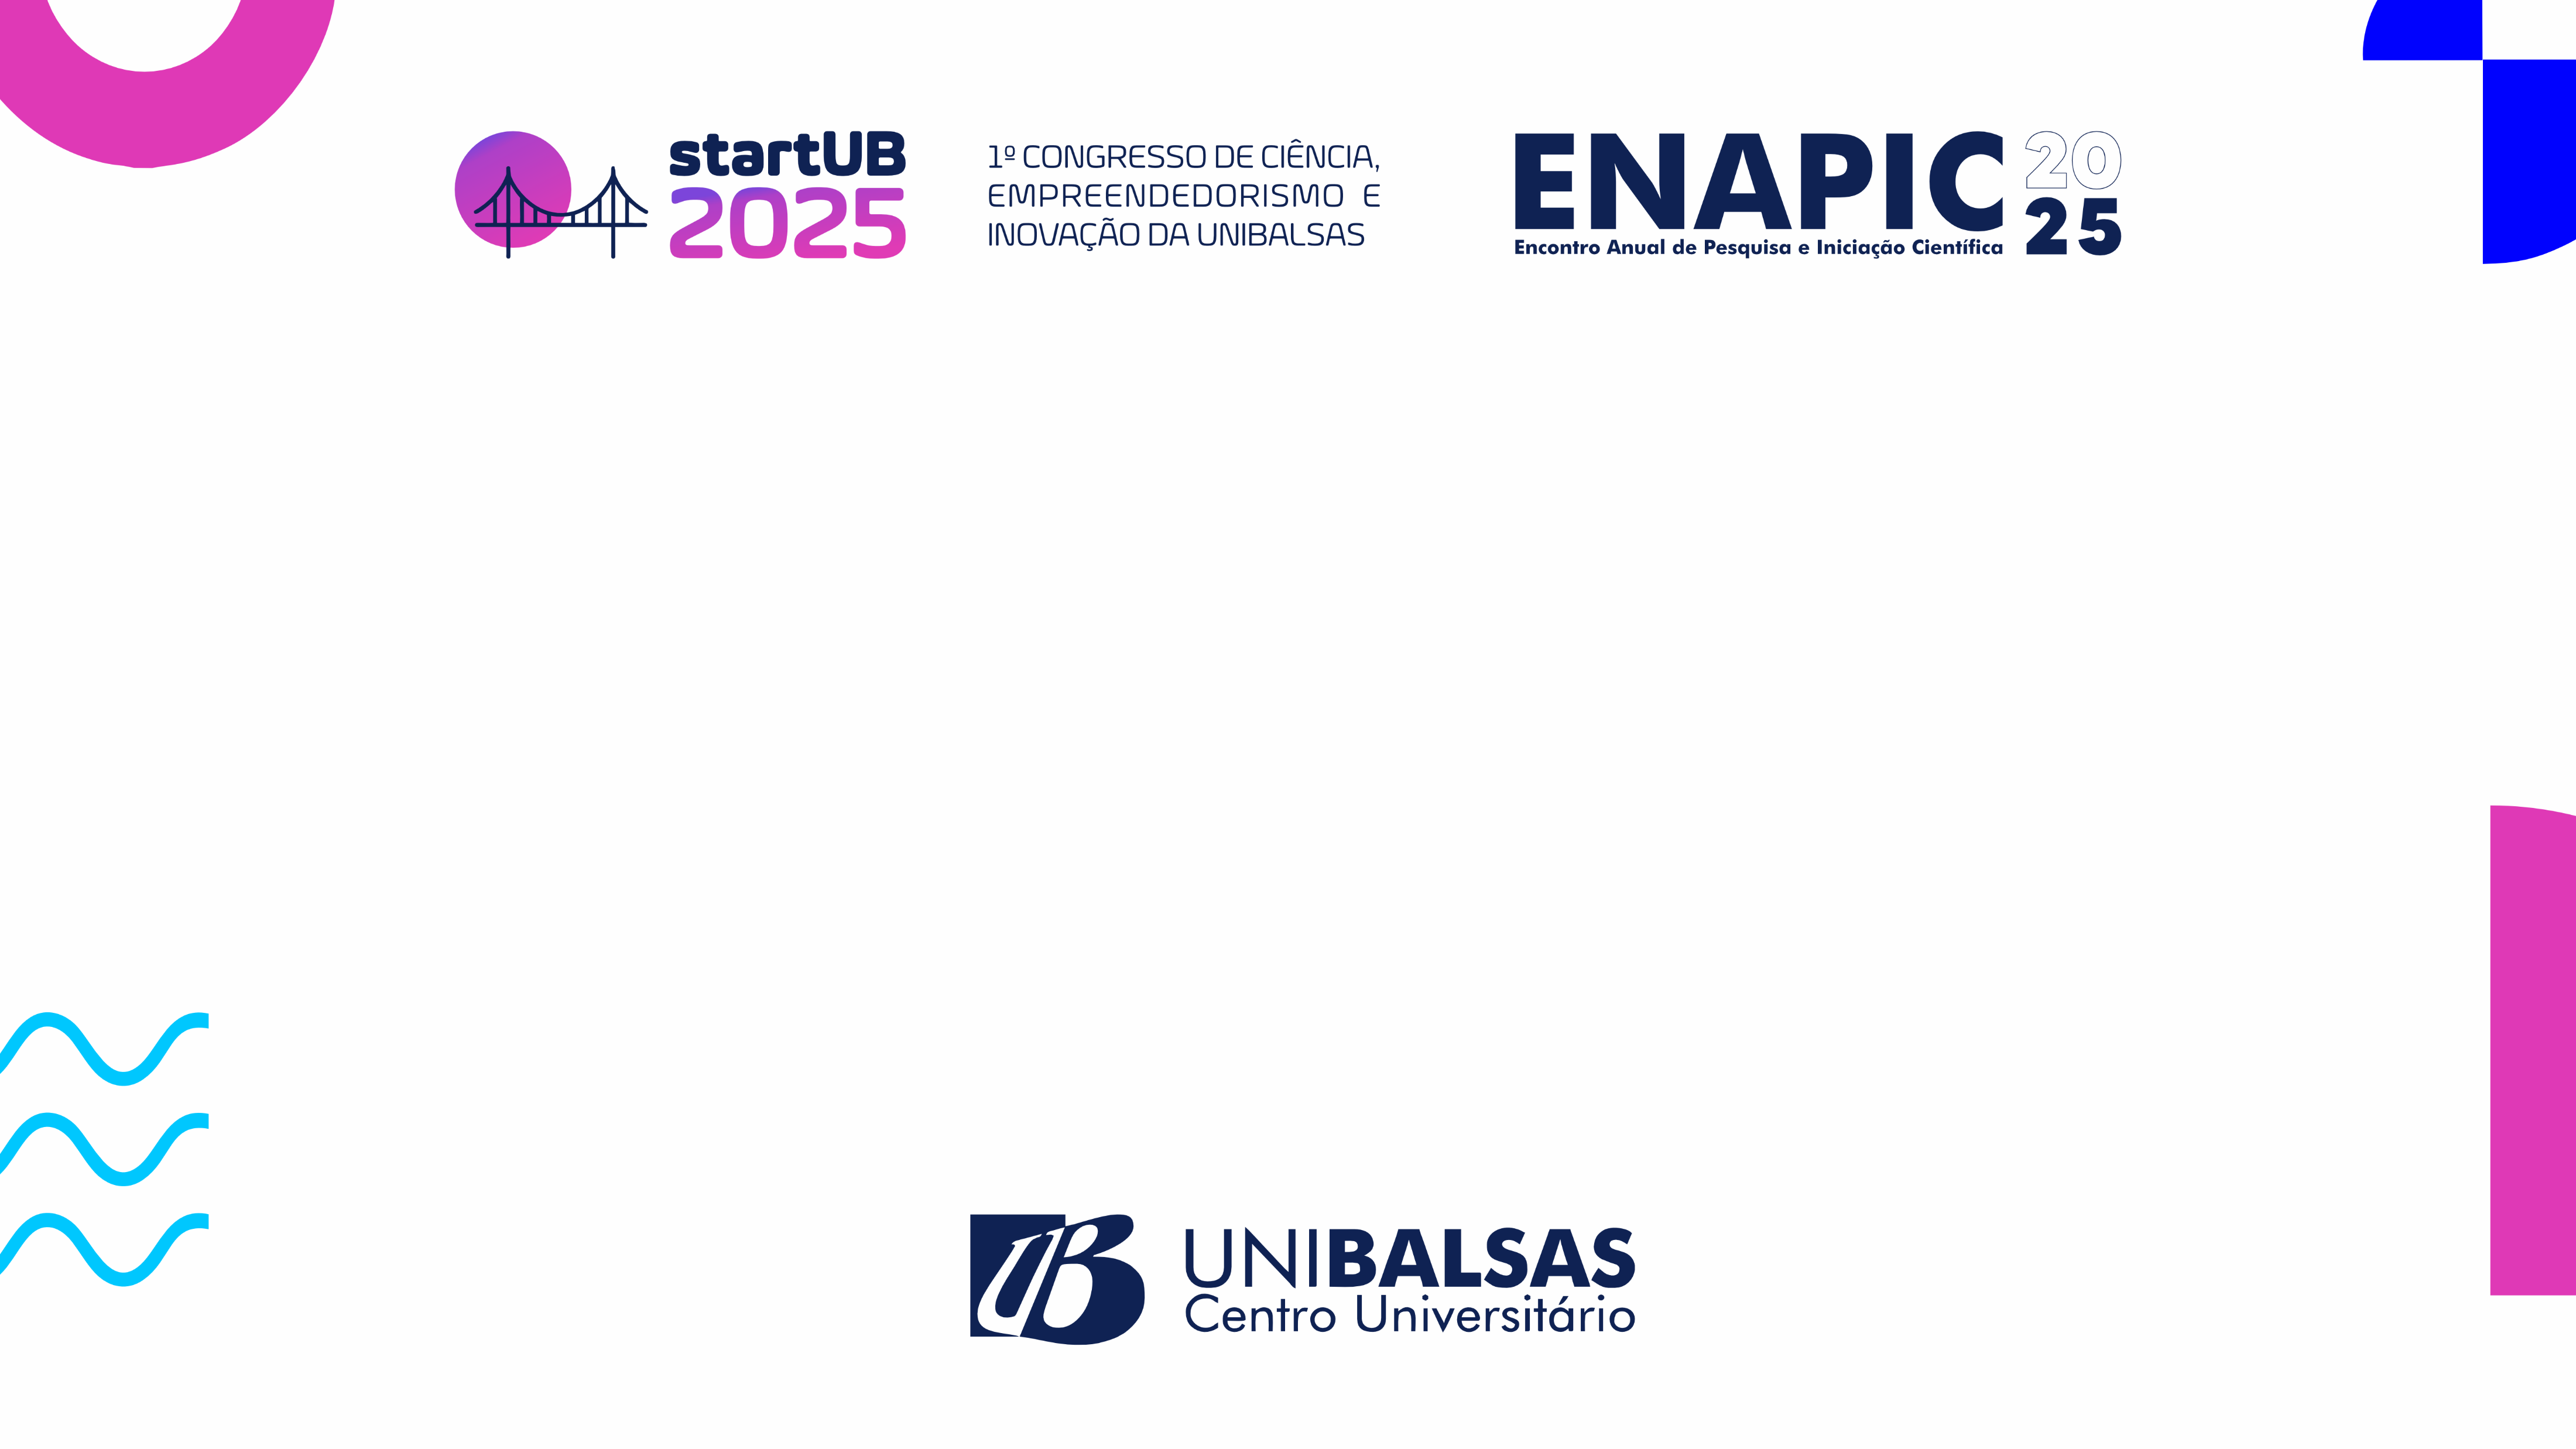 startUB
2025
1º CONGRESSO DE CIÊNCIA,
EMPREENDEDORISMO E
INOVAÇÃO DA UNIBALSAS
ENAPIC
Encontro Anual de Pesquisa e Iniciação Científica
20
25
UB
UNIBALSAS
Centro Universitário